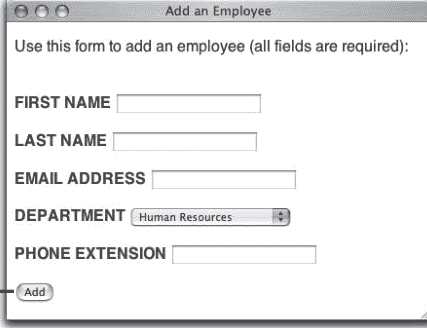 Add an Employee
Use this form to add an employee (all fields are required):
FIRST NAME
LAST NAME
EMAIL ADDRESS
DEPARTMENT Human Resources
PHONE EXTENSION
Add